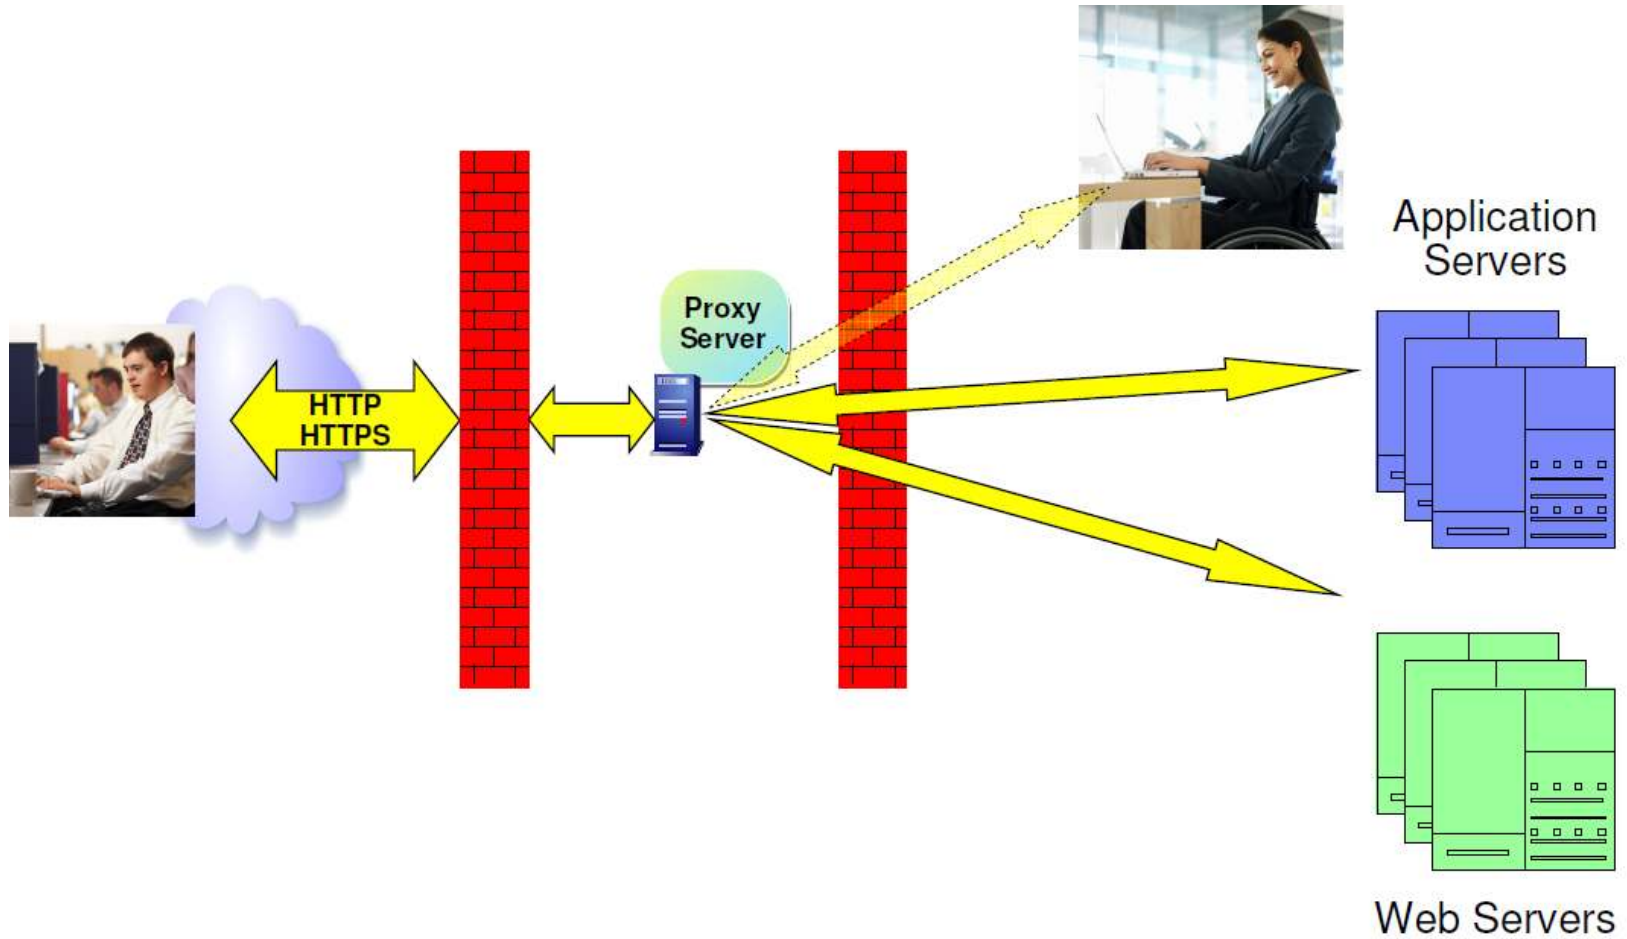 Application
Servers
Proxy
Server
HTTP
HTTPS
Web Servers